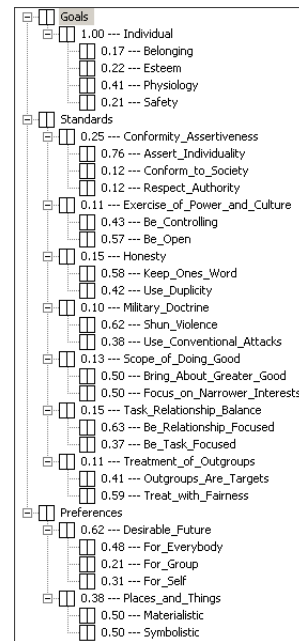 Goals
1.00 --- Individual
0.17 --- Belonging
0.22 --- Esteem
0.41 --- Physiology
0.21 --- Safety
Standards
0.25 --- Conformity_Assertiveness
0.76 --- Assert_Individuality
0.12 --- Conform_to_Society
0.12 --- Respect_Authority
0.11 --- Exercise_of_Power_and_Culture
0.43 --- Be_Controlling
0.57 --- Be_Open
0.15 --- Honesty
0.58 --- Keep_Ones_Word
0.42 --- Use_Duplicity
0.10 --- Military_Doctrine
0.62 --- Shun_Violence
0.38 --- Use_Conventional_Attacks
0.13 --- Scope_of_Doing_Good
0.50 --- Bring_About_Greater_Good
0.50 --- Focus_on_Narrower_Interests
0.15 --- Task_Relationship_Balance
0.63 --- Be_Relationship_Focused
0.37 --- Be_Task_Focused
0.11 --- Treatment_of_Outgroups
0.41 --- Outgroups_Are_Targets
0.59 --- Treat_with_Fairness
Preferences
0.62 --- Desirable_Future
0.48 --- For_Everybody
0.21 --- For_Group
0.31 --- For_Self
0.38 --- Places_and_Things
0.50 --- Materialistic
0.50 --- Symbolistic